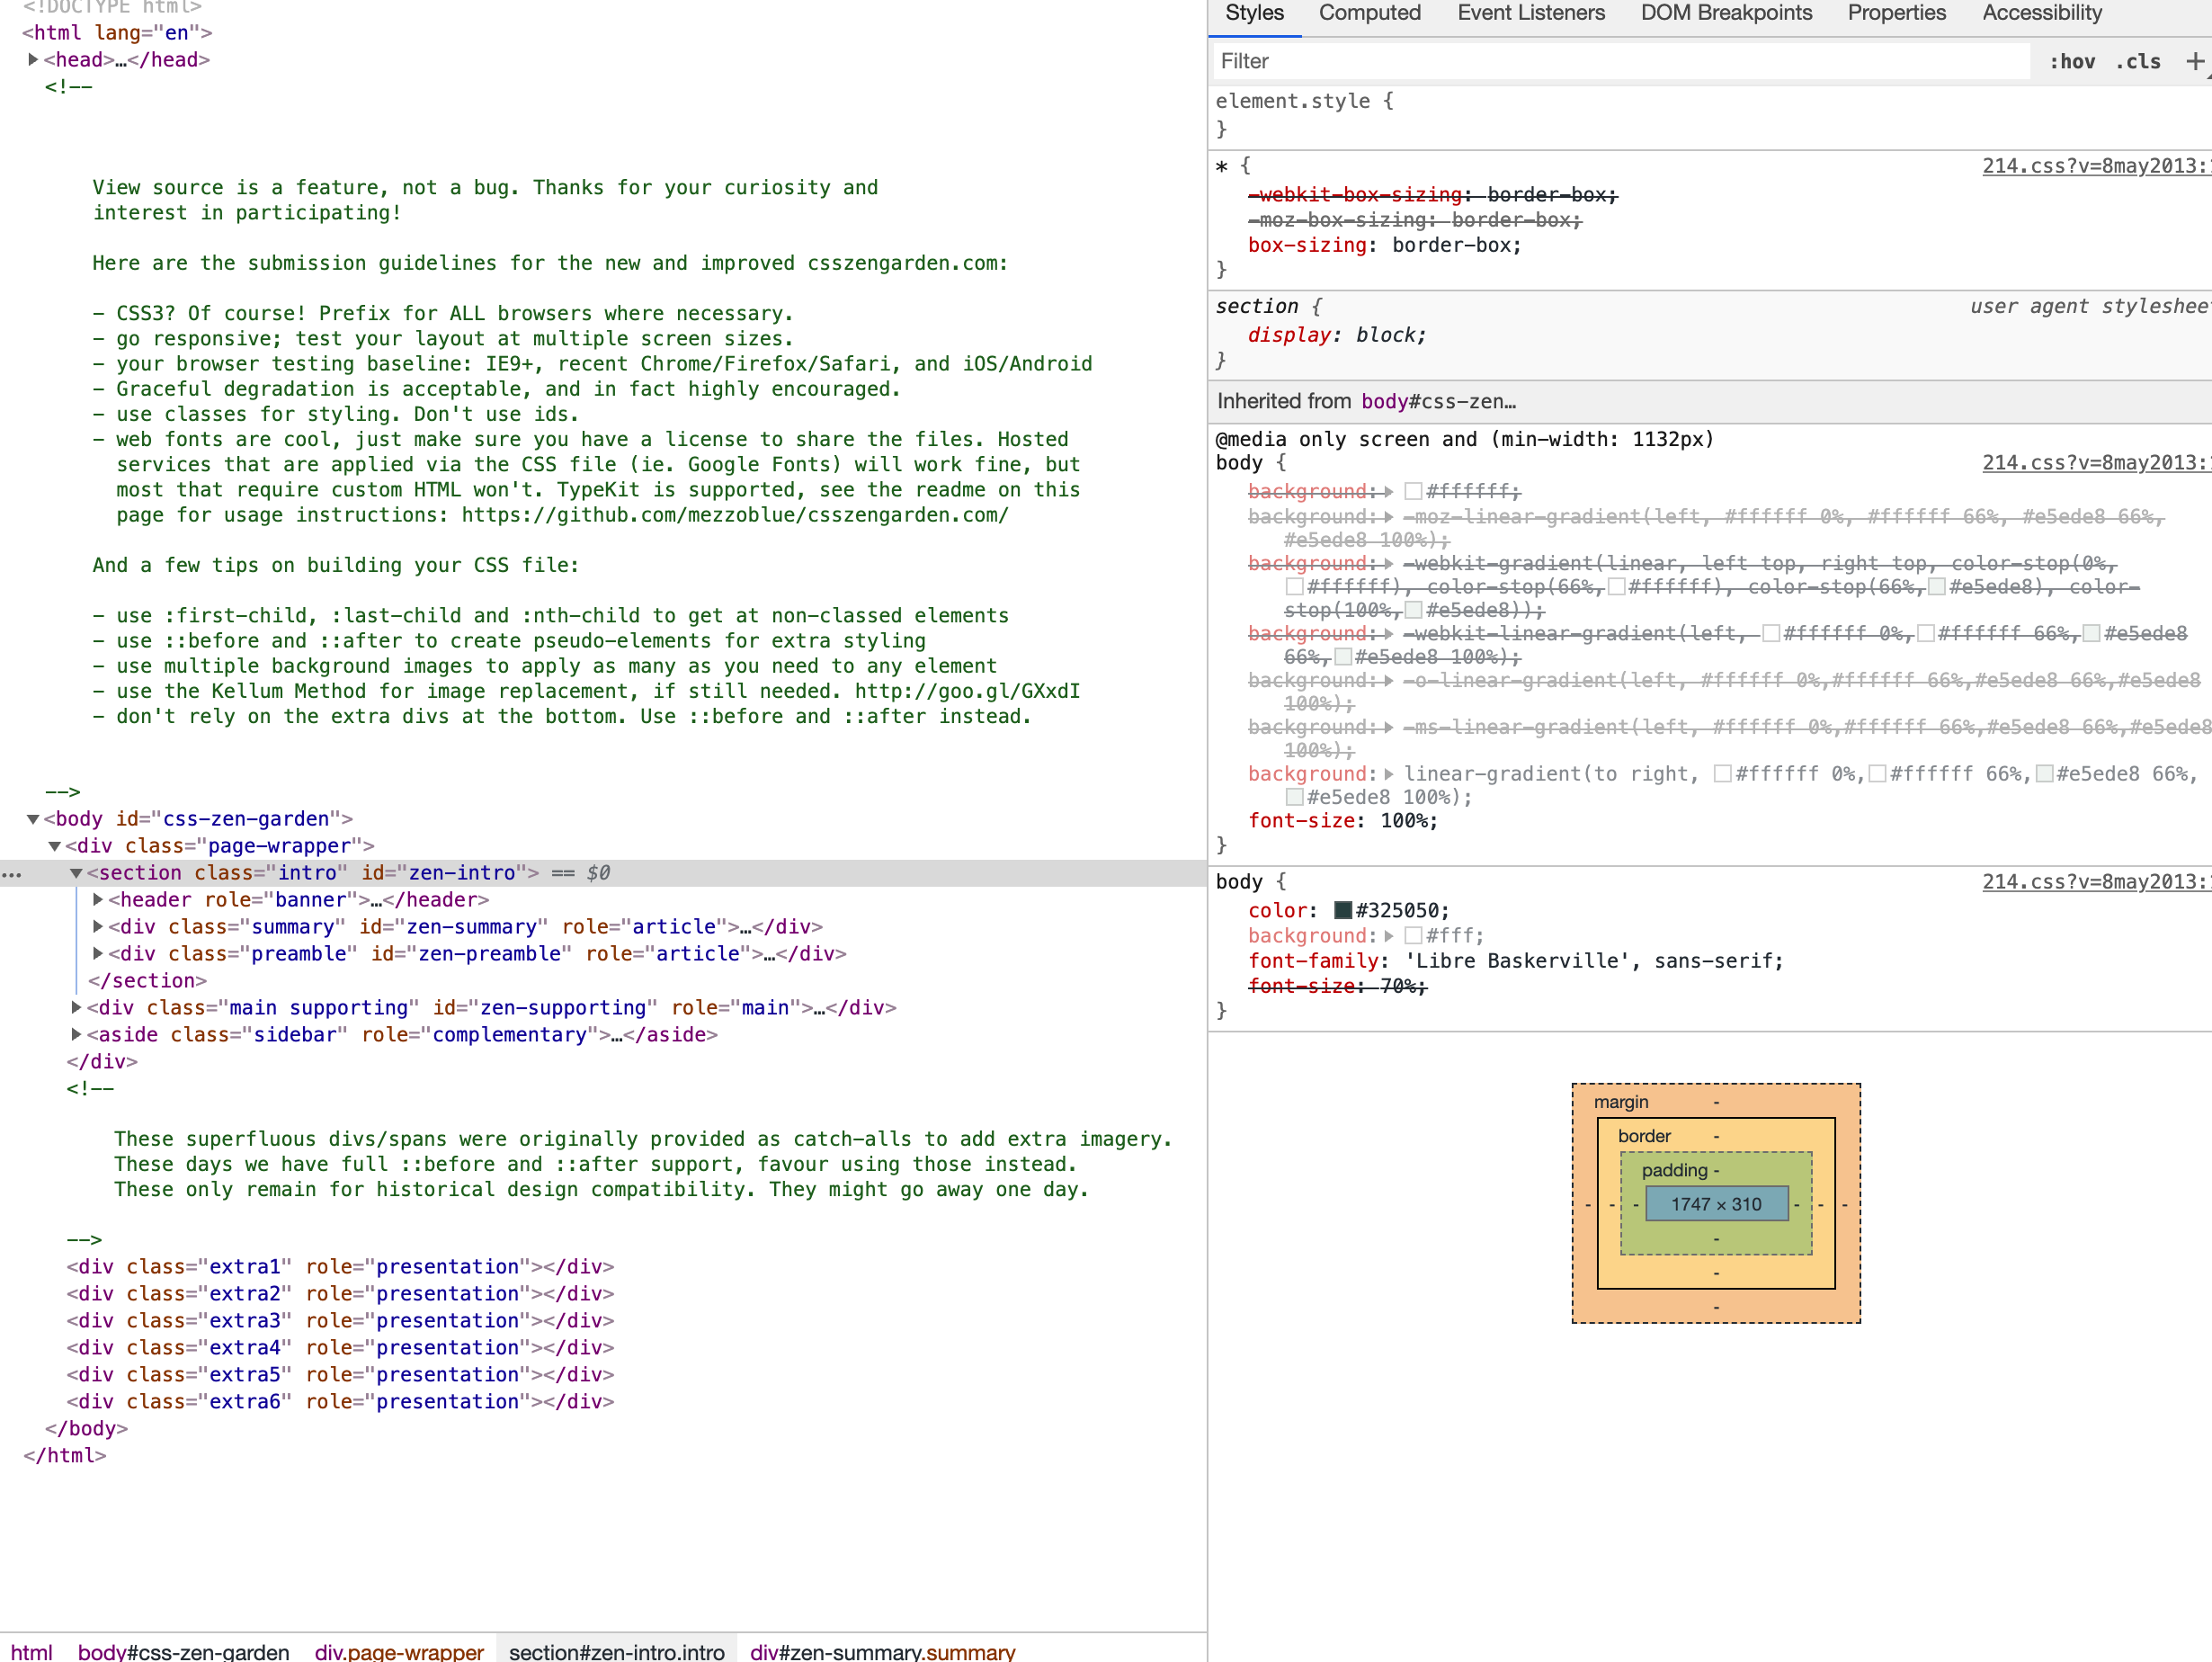 <!DOCTYPE html>
<html lang="en">
<head>…</head>
<!--
View source is a feature, not a bug. Thanks for your curiosity and
interest in participating!
Here are the submission guidelines for the new and improved csszengarden.com:
- CSS3? Of course! Prefix for ALL browsers where necessary.
- go responsive; test your layout at multiple screen sizes.
- your browser testing baseline: IE9+, recent Chrome/Firefox/Safari, and iOS/Android
- Graceful degradation is acceptable, and in fact highly encouraged.
- use classes for styling. Don't use ids.
- web fonts are cool, just make sure you have a license to share the files. Hosted
services that are applied via the CSS file (ie. Google Fonts) will work fine, but
most that require custom HTML won't. TypeKit is supported, see the readme on this
page for usage instructions: https://github.com/mezzoblue/csszengarden.com/
And a few tips on building your CSS file:
- use :first-child, :last-child and :nth-child to get at non-classed elements
- use ::before and ::after to create pseudo-elements for extra styling
- use multiple background images to apply as many as you need to any element
- use the Kellum Method for image replacement, if still needed. http://goo.gl/GXxdI
- don't rely on the extra divs at the bottom. Use ::before and ::after instead.
-->
<body id="css-zen-garden">
<div class="page-wrapper">
… <section class="intro" id="zen-intro"> == $0
<header role="banner">…</header>
<div class="summary" id="zen-summary" role="article">…</div>
<div class="preamble" id="zen-preamble" role="article">…</div>
</section>
<div class="main supporting" id="zen-supporting" role="main">…</div>
<aside class="sidebar" role="complementary">…</aside>
</div>
<!--
These superfluous divs/spans were originally provided as catch-alls to add extra imagery.
These days we have full ::before and ::after support, favour using those instead.
These only remain for historical design compatibility. They might go away one day.
-->
<div class="extra1" role="presentation"></div>
<div class="extra2" role="presentation"></div>
<div class="extra3" role="presentation"></div>
<div class="extra4" role="presentation"></div>
<div class="extra5" role="presentation"></div>
<div class="extra6" role="presentation"></div>
</body>
</html>
html body#css-zen-garden div.page-wrapper section#zen-intro.intro div#zen-summary.summary
Styles Computed Event Listeners DOM Breakpoints Properties Accessibility
Filter :hov .cls +
element.style {
}
* { 214.css?v=8may2013:
-webkit-box-sizing: border-box;
-moz-box-sizing: border-box;
box-sizing: border-box;
}
section { user agent styleshee
display: block;
}
Inherited from body#css-zen…
@media only screen and (min-width: 1132px)
body { 214.css?v=8may2013:
background: #ffffff;
background: -moz-linear-gradient(left, #ffffff 0%, #ffffff 66%, #e5ede8 66%,
#e5ede8 100%);
background: -webkit-gradient(linear, left top, right top, color-stop(0%,
#ffffff), color-stop(66%, #ffffff), color-stop(66%, #e5ede8), color-
stop(100%, #e5ede8));
background: -webkit-linear-gradient(left, #ffffff 0%, #ffffff 66%, #e5ede8
66%, #e5ede8 100%);
background: -o-linear-gradient(left, #ffffff 0%,#ffffff 66%,#e5ede8 66%,#e5ede8
100%);
background: -ms-linear-gradient(left, #ffffff 0%,#ffffff 66%,#e5ede8 66%,#e5ede8
100%);
background: linear-gradient(to right, #ffffff 0%, #ffffff 66%, #e5ede8 66%,
#e5ede8 100%);
font-size: 100%;
}
body { 214.css?v=8may2013:
color: #325050;
background: #fff;
font-family: 'Libre Baskerville', sans-serif;
font-size: 70%;
}
margin -
border -
padding -
- - - 1747 × 310 - - -
-
-
-